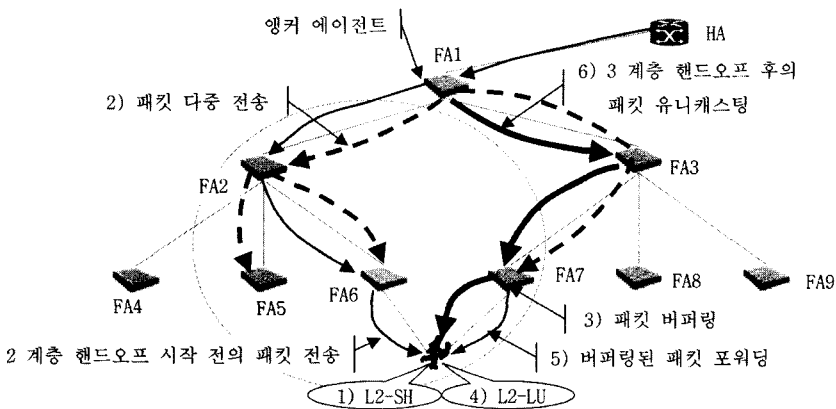 앵커 에이전트
FA1
HA
2) 패킷 다중 전송
6) 3 계층 핸드오프 후의
패킷 유니캐스팅
FA2
FA3
FA4
FA5
FA6
FA7
FA8
FA9
3) 패킷 버퍼링
2 계층 핸드오프 시작 전의 패킷 전송
5) 버퍼링된 패킷 포워딩
1) L2-SH
4) L2-LU